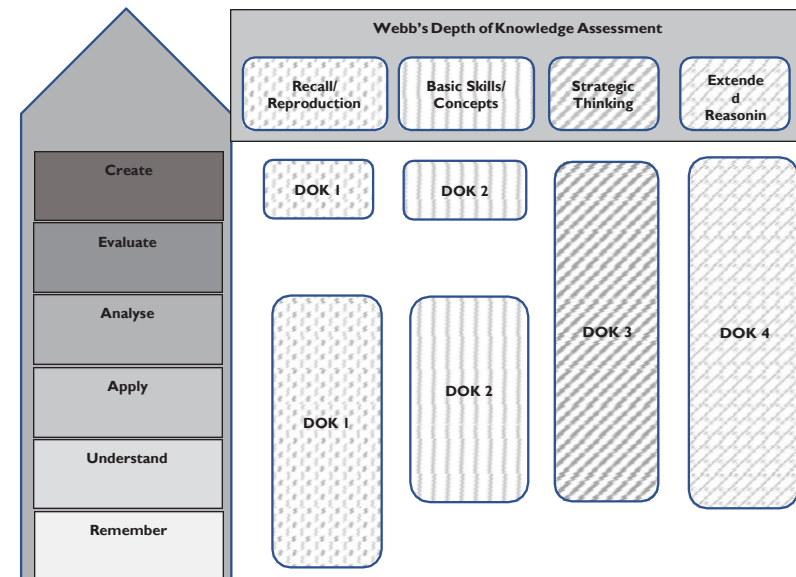 Webb's Depth of Knowledge Assessment
Recall/
Reproduction
Basic Skills/
Concepts
Strategic
Thinking
Extende
d
Reasonin
Create
DOK 1
DOK 2
Evaluate
Analyse
DOK 3
DOK 4
Apply
DOK 2
DOK 1
Understand
Remember